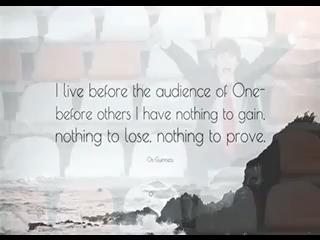 I live before the audience of One-
before others I have nothing to gain,
nothing to lose, nothing to prove.
Os Guinness